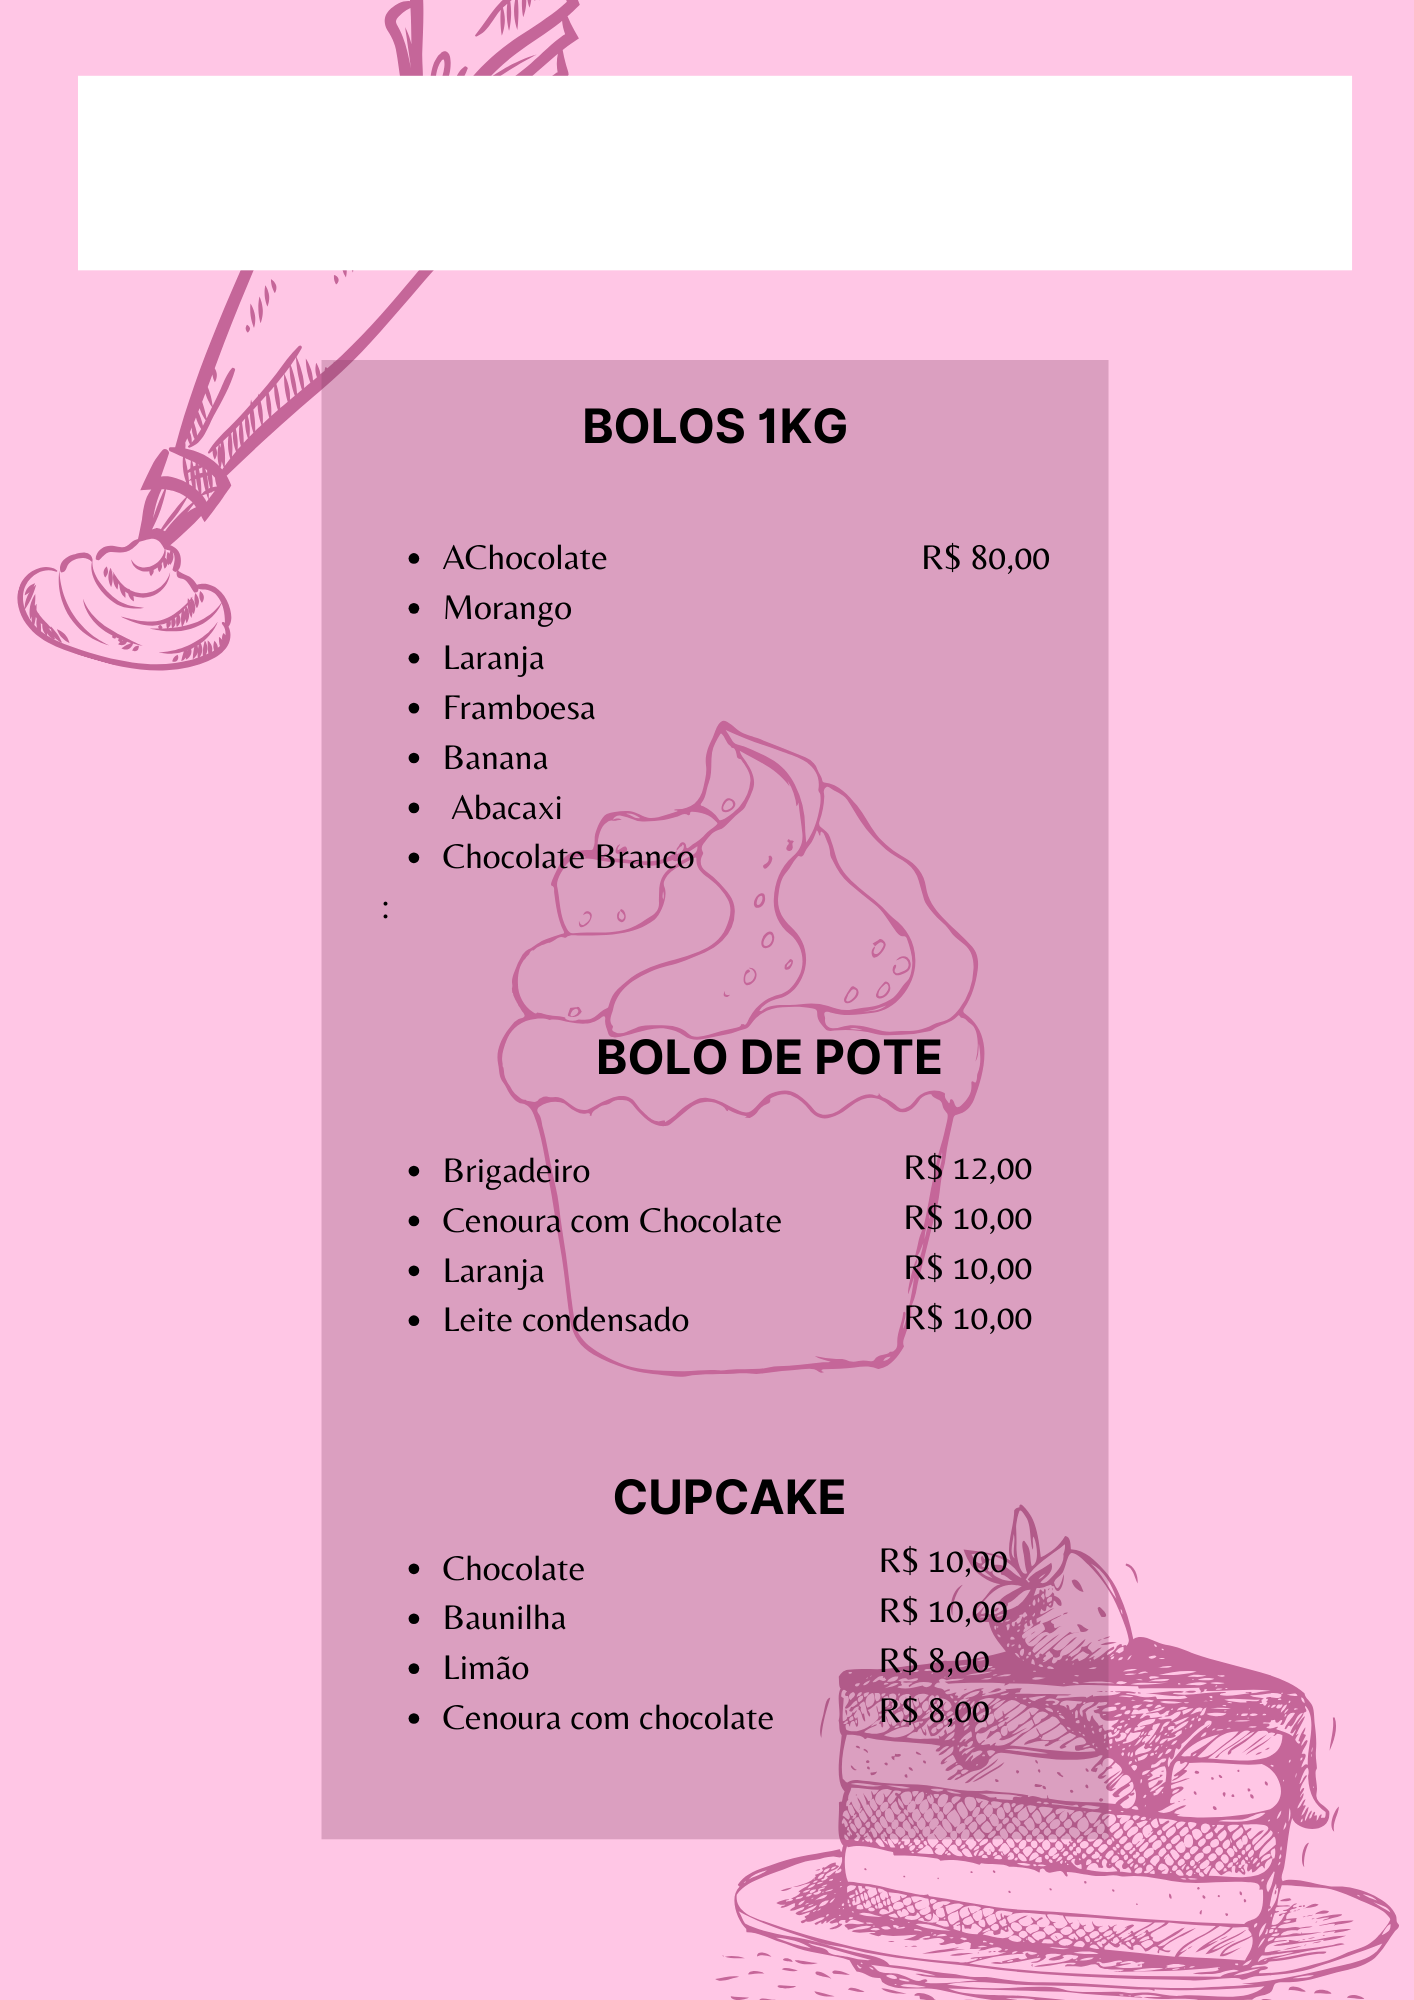 BOLOS 1KG
• AChocolate R$ 80,00
• Morango
• Laranja
• Framboesa
• Banana
• Abacaxi
• Chocolate Branco
:
BOLO DE POTE
• Brigadeiro R$ 12,00
• Cenoura com Chocolate R$ 10,00
• Laranja R$ 10,00
• Leite condensado R$ 10,00
CUPCAKE
• Chocolate R$ 10,00
• Baunilha R$ 10,00
• Limão R$ 8,00
• Cenoura com chocolate R$ 8,00